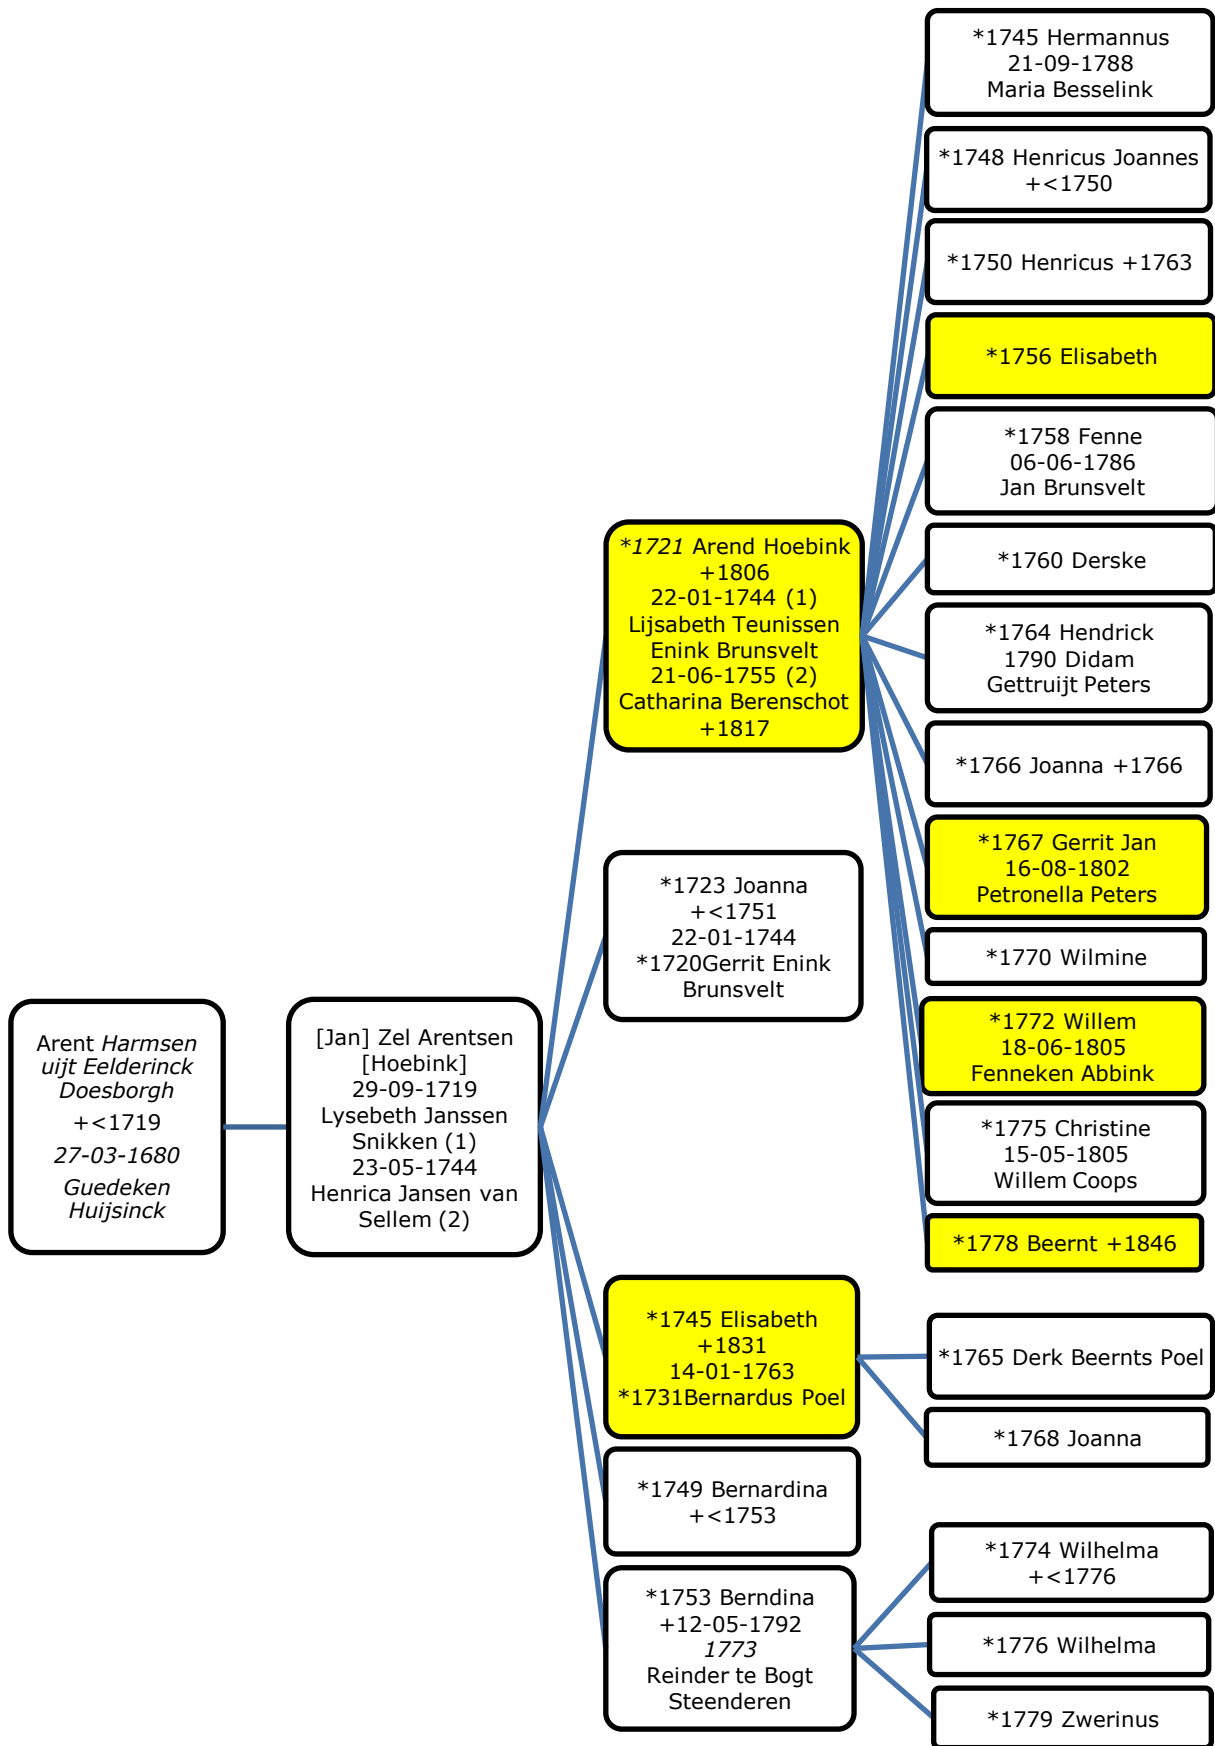 Arent Harmsen
uijt Eelderinck
Doesborgh
+<1719
27-03-1680
Guedeken
Huijsinck
[Jan] Zel Arentsen
[Hoebink]
29-09-1719
Lysebeth Janssen
Snikken (1)
23-05-1744
Henrica Jansen van
Sellem (2)
*1721 Arend Hoebink
+1806
22-01-1744 (1)
Lijsabeth Teunissen
Enink Brunsvelt
21-06-1755 (2)
Catharina Berenschot
+1817
*1745 Hermannus
21-09-1788
Maria Besselink
*1748 Henricus Joannes
+<1750
*1750 Henricus +1763
*1756 Elisabeth
*1758 Fenne
06-06-1786
Jan Brunsvelt
*1760 Derske
*1764 Hendrick
1790 Didam
Gettruijt Peters
*1766 Joanna +1766
*1767 Gerrit Jan
16-08-1802
Petronella Peters
*1770 Wilmine
*1772 Willem
18-06-1805
Fenneken Abbink
*1775 Christine
15-05-1805
Willem Coops
*1778 Beernt +1846
*1723 Joanna
+<1751
22-01-1744
*1720Gerrit Enink
Brunsvelt
*1745 Elisabeth
+1831
14-01-1763
*1731Bernardus Poel
*1765 Derk Beernts Poel
*1768 Joanna
*1749 Bernardina
+<1753
*1753 Berndina
+12-05-1792
1773
Reinder te Bogt
Steenderen
*1774 Wilhelma
+<1776
*1776 Wilhelma
*1779 Zwerinus